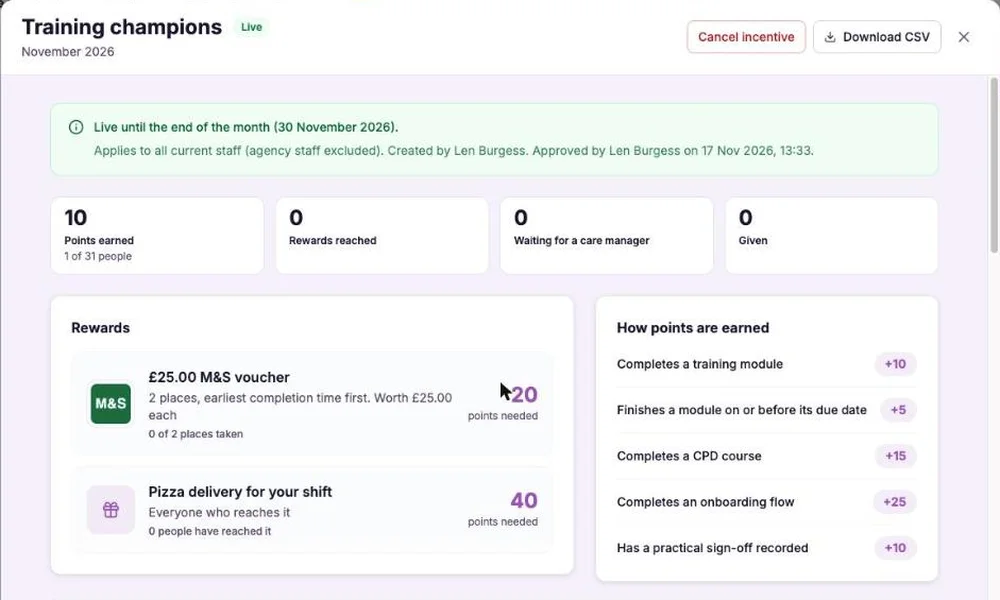 Training champions
Live
November 2026
Cancel incentive
Download CSV
Live until the end of the month (30 November 2026).
Applies to all current staff (agency staff excluded). Created by Len Burgess. Approved by Len Burgess on 17 Nov 2026, 13:33.
10
Points earned
1 of 31 people
0
Rewards reached
0
Waiting for a care manager
0
Given
Rewards
M&S
£25.00 M&S voucher
2 places, earliest completion time first. Worth £25.00
each
0 of 2 places taken
20
points needed
Pizza delivery for your shift
Everyone who reaches it
0 people have reached it
40
points needed
How points are earned
Completes a training module
+10
Finishes a module on or before its due date
+5
Completes a CPD course
+15
Completes an onboarding flow
+25
Has a practical sign-off recorded
+10